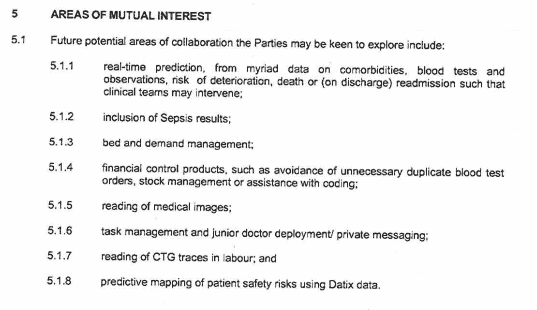 5 AREAS OF MUTUAL INTEREST
5.1 Future potential areas of collaboration the Parties may be keen to explore include:
5.1.1 real-time prediction, from myriad data on comorbidities, blood tests and
observations, risk of deterioration, death or (on discharge) readmission such that
clinical teams may intervene;
5.1.2 inclusion of Sepsis results;
5.1.3 bed and demand management;
5.1.4 financial control products, such as avoidance of unnecessary duplicate blood test
orders, stock management or assistance with coding;
5.1.5 reading of medical images;
5.1.6 task management and junior doctor deployment/ private messaging;
5.1.7 reading of CTG traces in labour; and
5.1.8 predictive mapping of patient safety risks using Datix data.